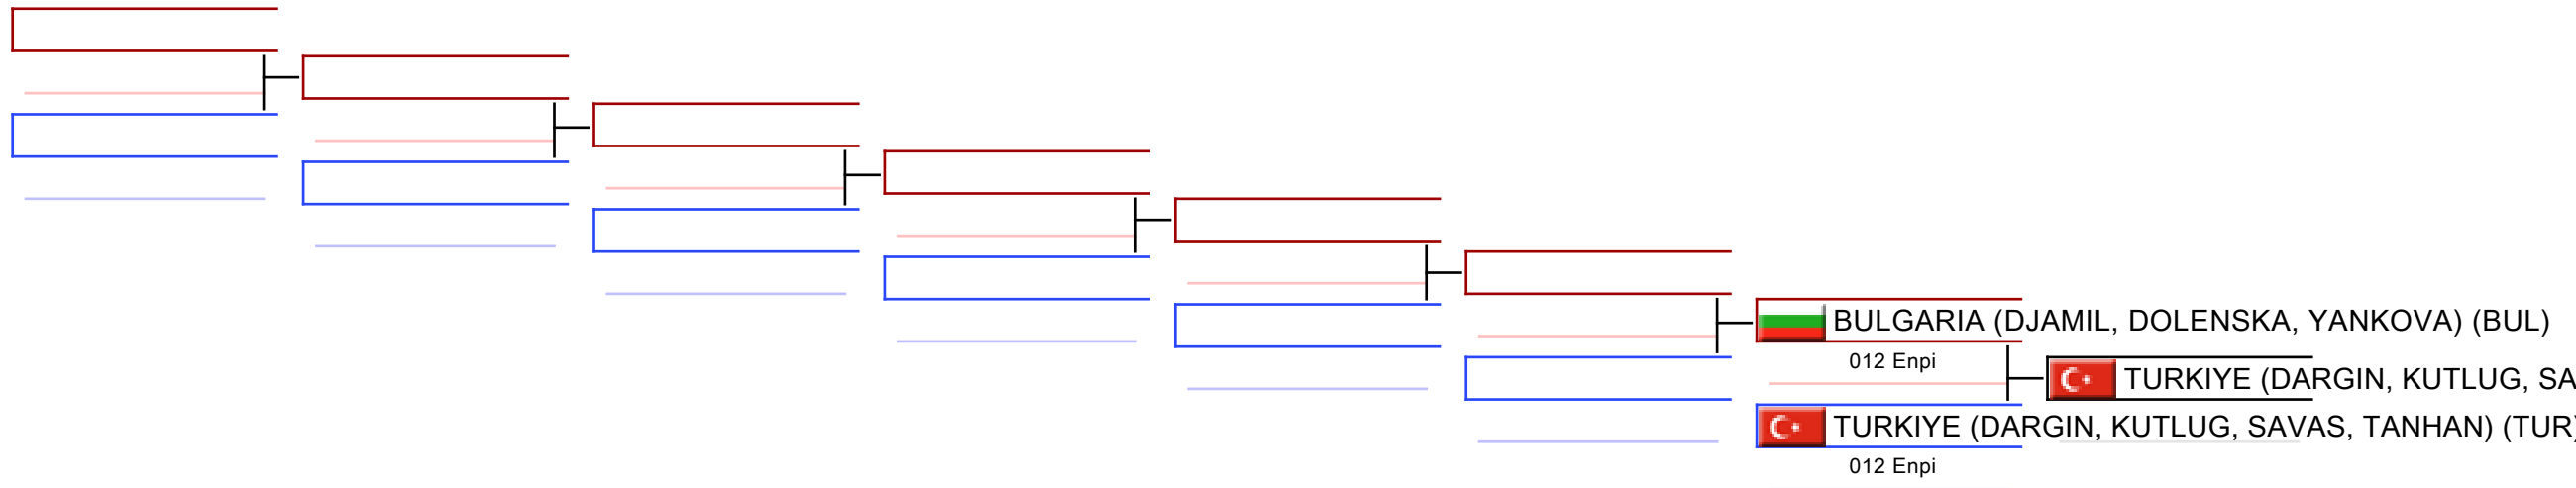 BULGARIA (DJAMIL, DOLENSKA, YANKOVA) (BUL)
012 Enpi
TURKIYE (DARGIN, KUTLUG, SA
TURKIYE (DARGIN, KUTLUG, SAVAS, TANHAN) (TUR)
012 Enpi